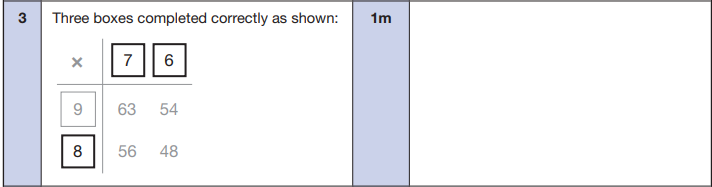 3 Three boxes completed correctly as shown: 1m
× 7 6
9 63 54
8 56 48